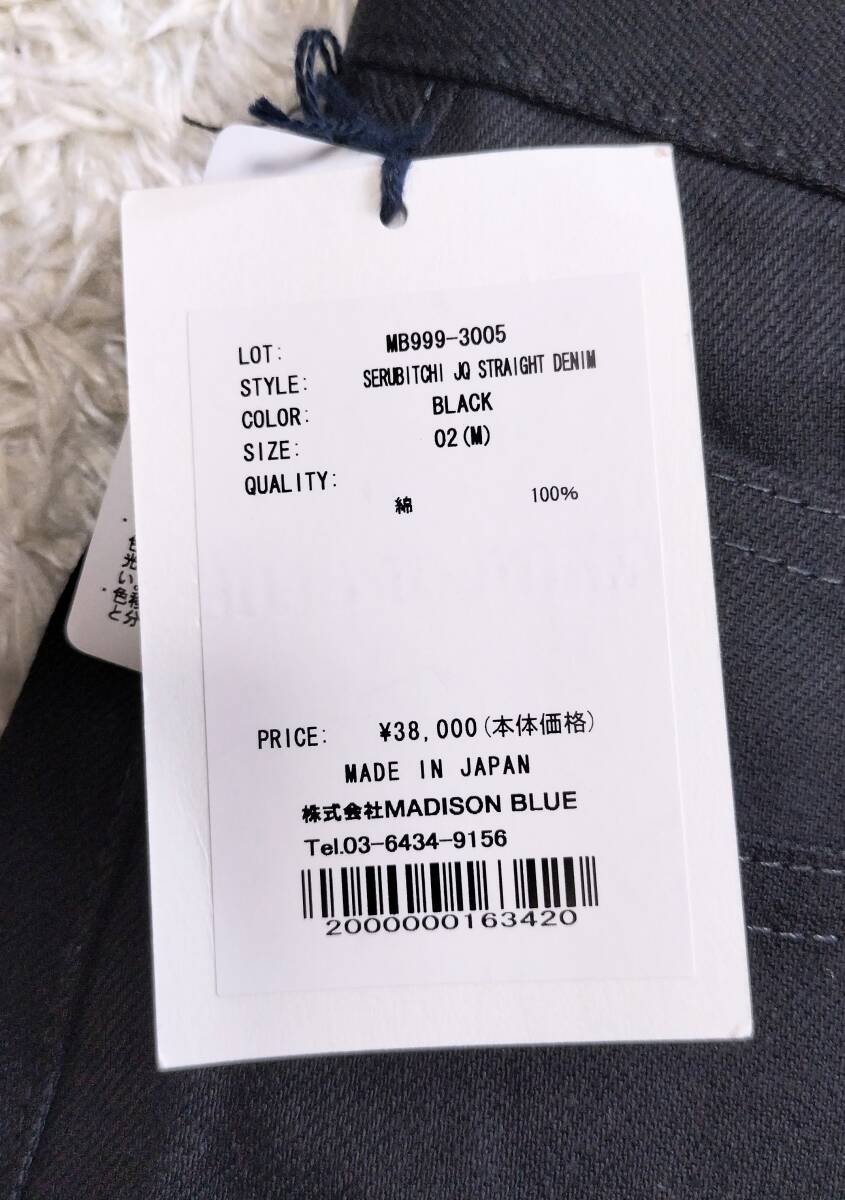 LOT: MB999-3005
STYLE: SERUBITCHI JQ STRAIGHT DENIM
COLOR: BLACK
SIZE: 02(M)
QUALITY:
綿 100%
PRICE: ¥38,000(本体価格)
MADE IN JAPAN
株式会社MADISON BLUE
Tel.03-6434-9156
2000000163420